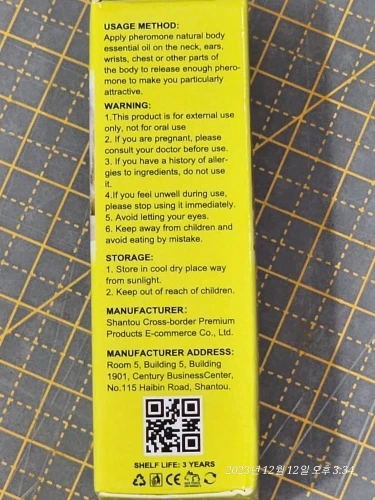 USAGE METHOD:
Apply pheromone natural body
essential oil on the neck, ears,
wrists, chest or other parts of
the body to release enough phero-
mone to make you particularly
attractive.
WARNING:
1.This product is for external use
only, not for oral use
2. If you are pregnant, please
consult your doctor before use.
3. If you have a history of aller-
gies to ingredients, do not use
it.
4.If you feel unwell during use,
please stop using it immediately.
5. Avoid letting your eyes.
6. Keep away from children and
avoid eating by mistake.
STORAGE:
1. Store in cool dry place way
from sunlight.
2. Keep out of reach of children.
MANUFACTURER:
Shantou Cross-border Premium
Products E-commerce Co., Ltd.
MANUFACTURER ADDRESS:
Room 5, Building 5, Building
1901, Century BusinessCenter,
No.115 Haibin Road, Shantou.
SHELF LIFE: 3 YEARS
CE
2023년 12월 12일 오후 3:34